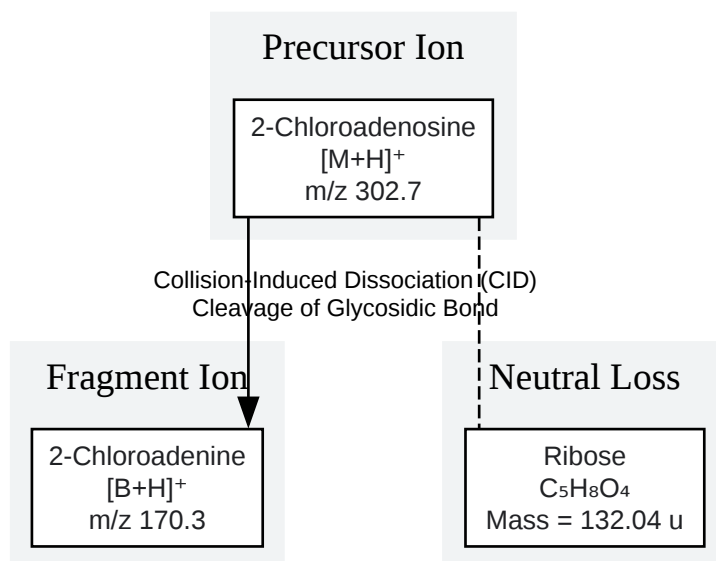 Precursor Ion
2-Chloroadenosine
[M+H]⁺
m/z 302.7
Collision-Induced Dissociation (CID)
Cleavage of Glycosidic Bond
Fragment Ion
2-Chloroadenine
[B+H]⁺
m/z 170.3
Neutral Loss
Ribose
C₅H₈O₄
Mass = 132.04 u